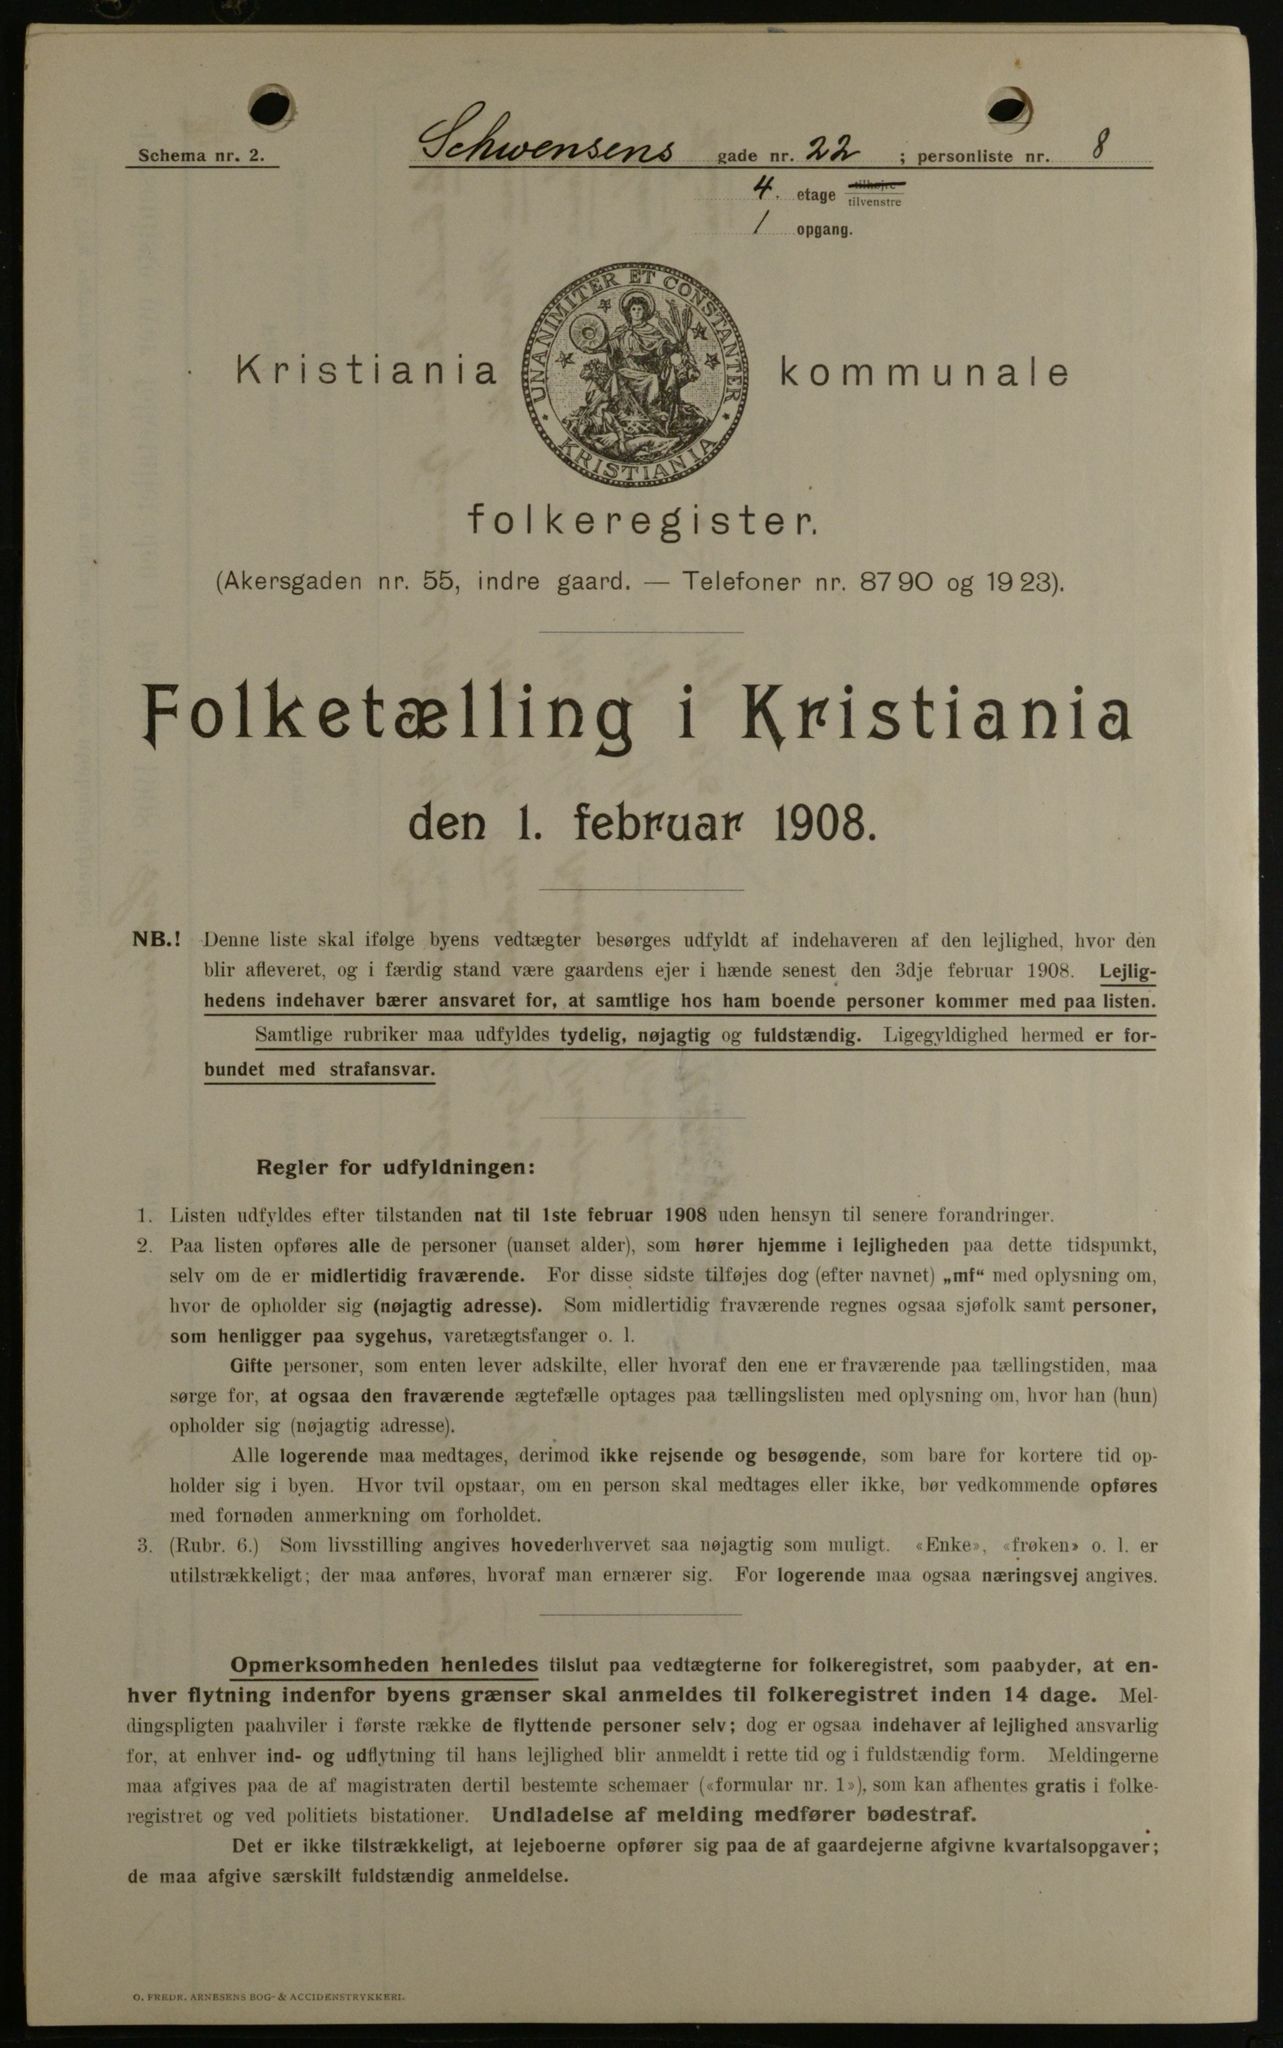 Schema nr. 2.
Schwensens gade nr. 22 ; personliste nr. 8
4. etage tilhøjre
tilvenstre
1 opgang.
UNANIMITER ET CONSTANTER
KRISTIANIA
Kristiania kommunale
folkeregister.
(Akersgaden nr. 55, indre gaard. — Telefoner nr. 87 90 og 19 23).
Folketælling i Kristiania
den 1. februar 1908.
NB.! Denne liste skal ifølge byens vedtægter besørges udfyldt af indehaveren af den lejlighed, hvor den
blir afleveret, og i færdig stand være gaardens ejer i hænde senest den 3dje februar 1908. Lejlig-
hedens indehaver bærer ansvaret for, at samtlige hos ham boende personer kommer med paa listen.
Samtlige rubriker maa udfyldes tydelig, nøjagtig og fuldstændig. Ligegyldighed hermed er for-
bundet med strafansvar.
Regler for udfyldningen:
1. Listen udfyldes efter tilstanden nat til 1ste februar 1908 uden hensyn til senere forandringer.
2. Paa listen opføres alle de personer (uanset alder), som hører hjemme i lejligheden paa dette tidspunkt,
selv om de er midlertidig fraværende. For disse sidste tilføjes dog (efter navnet) „mf“ med oplysning om,
hvor de opholder sig (nøjagtig adresse). Som midlertidig fraværende regnes ogsaa sjøfolk samt personer,
som henligger paa sygehus, varetægtsfanger o. l.
Gifte personer, som enten lever adskilte, eller hvoraf den ene er fraværende paa tællingstiden, maa
sørge for, at ogsaa den fraværende ægtefælle optages paa tællingslisten med oplysning om, hvor han (hun)
opholder sig (nøjagtig adresse).
Alle logerende maa medtages, derimod ikke rejsende og besøgende, som bare for kortere tid op-
holder sig i byen. Hvor tvil opstaar, om en person skal medtages eller ikke, bør vedkommende opføres
med fornøden anmerkning om forholdet.
3. (Rubr. 6.) Som livsstilling angives hovederhvervet saa nøjagtig som muligt. «Enke», «frøken» o. l. er
utilstrækkeligt; der maa anføres, hvoraf man ernærer sig. For logerende maa ogsaa næringsvej angives.
Opmerksomheden henledes tilslut paa vedtægterne for folkeregistret, som paabyder, at en-
hver flytning indenfor byens grænser skal anmeldes til folkeregistret inden 14 dage. Mel-
dingspligten paahviler i første række de flyttende personer selv; dog er ogsaa indehaver af lejlighed ansvarlig
for, at enhver ind- og udflytning til hans lejlighed blir anmeldt i rette tid og i fuldstændig form. Meldingerne
maa afgives paa de af magistraten dertil bestemte schemaer («formular nr. 1»), som kan afhentes gratis i folke-
registret og ved politiets bistationer. Undladelse af melding medfører bødestraf.
Det er ikke tilstrækkeligt, at lejeboerne opfører sig paa de af gaardejerne afgivne kvartalsopgaver;
de maa afgive særskilt fuldstændig anmeldelse.
O. FREDR. ARNESENS BOG- & ACCIDENSTRYKKERI.